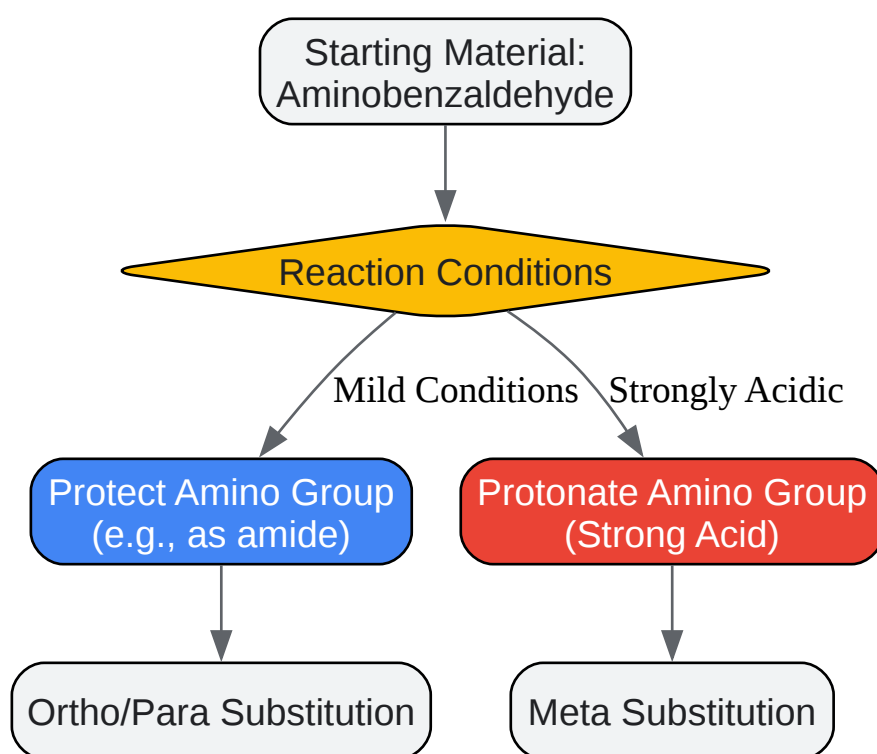 Starting Material:
Aminobenzaldehyde
Reaction Conditions
Mild Conditions
Strongly Acidic
Protect Amino Group
(e.g., as amide)
Protonate Amino Group
(Strong Acid)
Ortho/Para Substitution
Meta Substitution